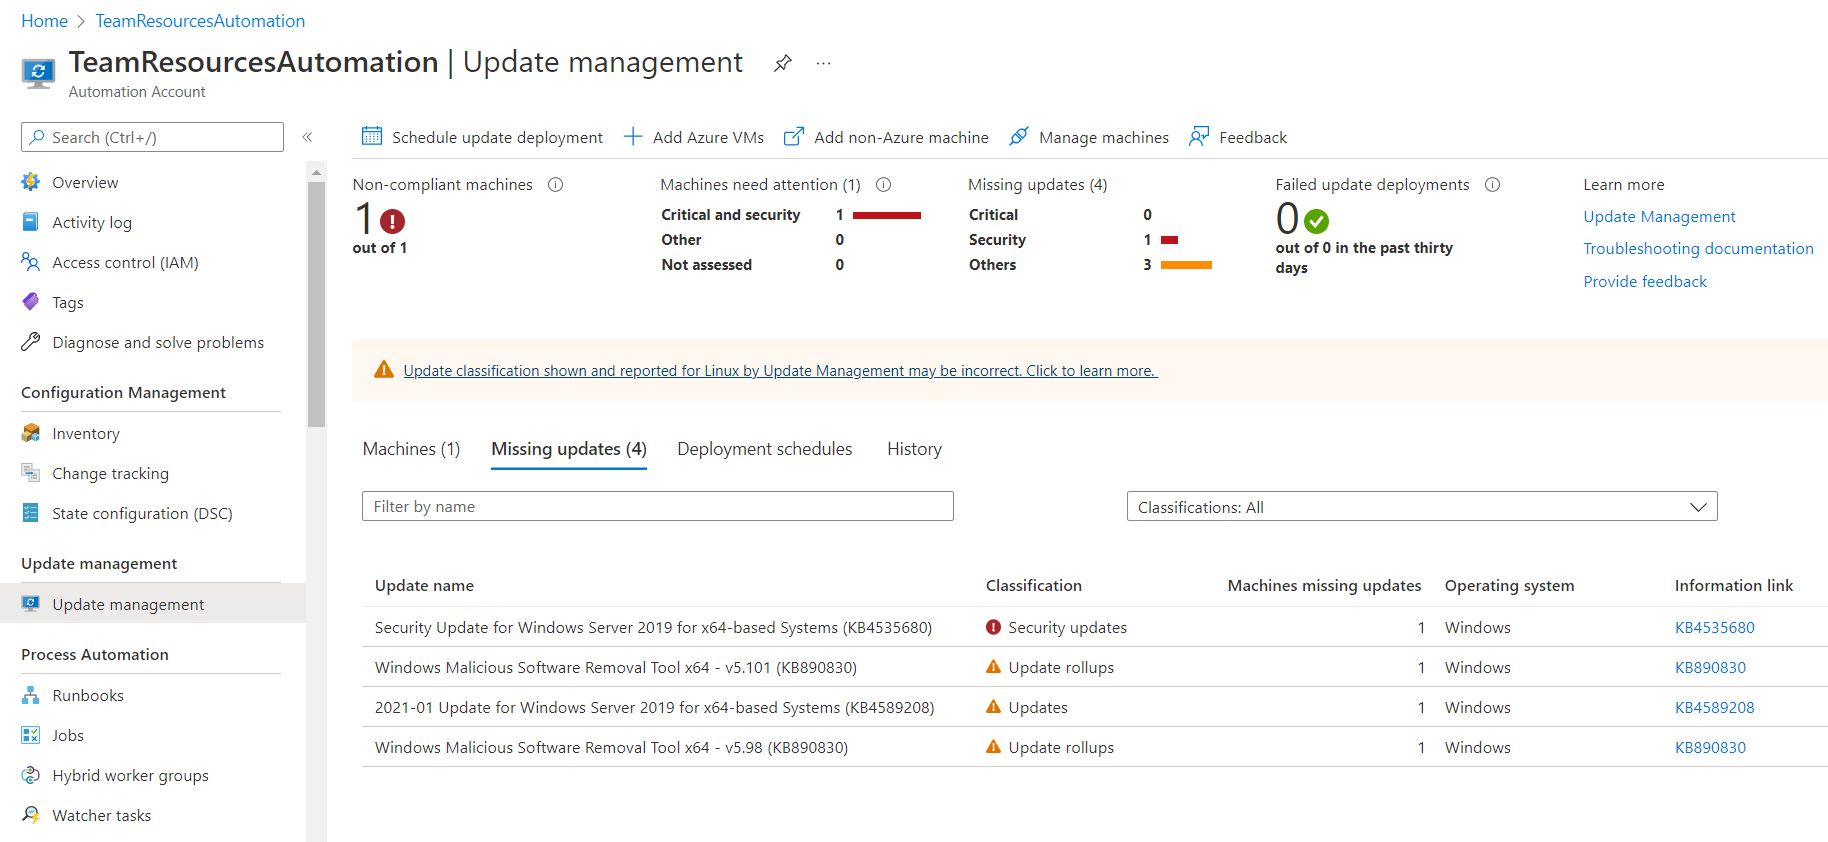 Home > TeamResourcesAutomation
TeamResourcesAutomation | Update management
Automation Account
Search (Ctrl+/)
Overview
Activity log
Access control (IAM)
Tags
Diagnose and solve problems
Configuration Management
Inventory
Change tracking
State configuration (DSC)
Update management
Update management
Process Automation
Runbooks
Jobs
Hybrid worker groups
Watcher tasks
Schedule update deployment Add Azure VMs Add non-Azure machine Manage machines Feedback
Non-compliant machines
1
out of 1
Machines need attention (1)
Critical and security 1
Other 0
Not assessed 0
Missing updates (4)
Critical 0
Security 1
Others 3
Failed update deployments
0
out of 0 in the past thirty
days
Learn more
Update Management
Troubleshooting documentation
Provide feedback
Update classification shown and reported for Linux by Update Management may be incorrect. Click to learn more.
Machines (1) Missing updates (4) Deployment schedules History
Filter by name Classifications: All
Update name Classification Machines missing updates Operating system Information link
Security Update for Windows Server 2019 for x64-based Systems (KB4535680) Security updates 1 Windows KB4535680
Windows Malicious Software Removal Tool x64 - v5.101 (KB890830) Update rollups 1 Windows KB890830
2021-01 Update for Windows Server 2019 for x64-based Systems (KB4589208) Updates 1 Windows KB4589208
Windows Malicious Software Removal Tool x64 - v5.98 (KB890830) Update rollups 1 Windows KB890830